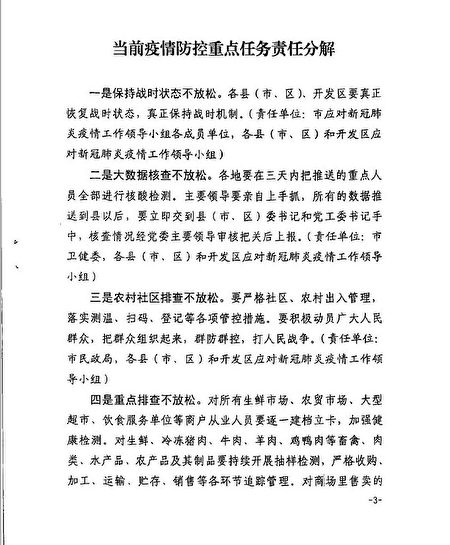 当前疫情防控重点任务责任分解
一是保持战时状态不放松。各县（市、区）、开发区要真正
恢复战时状态，真正保持战时机制。（责任单位：市应对新冠肺
炎疫情工作领导小组各成员单位，各县（市、区）和开发区应
对新冠肺炎疫情工作领导小组）
二是大数据核查不放松。各地要在三天内把推送的重点人
员全部进行核酸检测。主要领导要亲自上手抓，所有的数据推
送到县以后，要立即交到县（市、区）委书记和党工委书记手
中，核查情况经党委主要领导审核把关后上报。（责任单位：市
卫健委，各县（市、区）和开发区应对新冠肺炎疫情工作领导
小组）
三是农村社区排查不放松。要严格社区、农村出入管理，
落实测温、扫码、登记等各项管控措施。要积极动员广大人民
群众，把群众组织起来，群防群控，打人民战争。（责任单位：
市民政局，各县（市、区）和开发区应对新冠肺炎疫情工作领
导小组）
四是重点排查不放松。对所有生鲜市场、农贸市场、大型
超市、饮食服务单位等商户从业人员要逐一建档立卡，加强健
康检测。对生鲜、冷冻猪肉、牛肉、羊肉、鸡鸭肉等畜禽、肉
类、水产品、农产品及其制品要持续开展抽样检测，严格收购、
加工、运输、贮存、销售等各环节追踪管理。对商场里售卖的
-3-